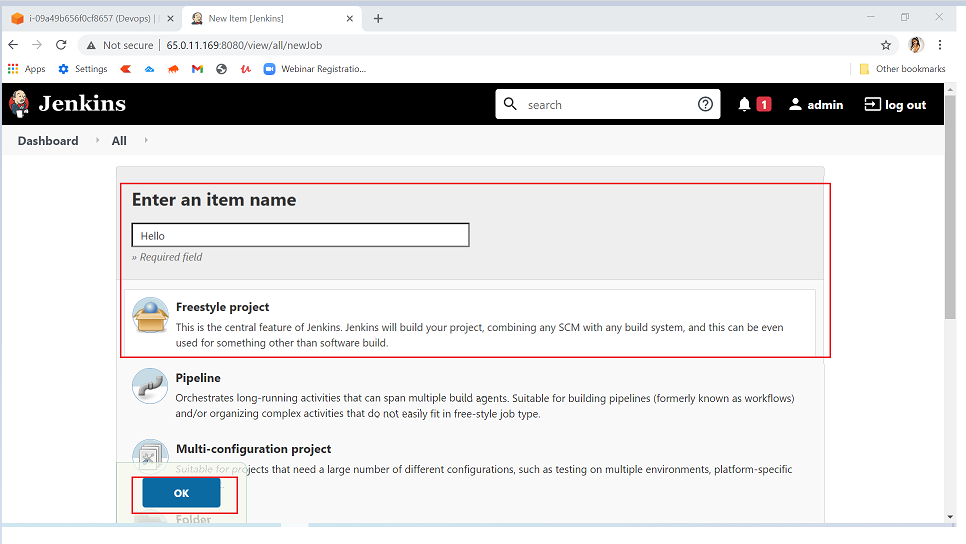 i-09a49b656f0cf8657 (Devops) |
New Item [Jenkins]
Not secure | 65.0.11.169:8080/view/all/newJob
Apps Settings Webinar Registratio... Other bookmarks
Jenkins search 1 admin log out
Dashboard All
Enter an item name
Hello
» Required field
Freestyle project
This is the central feature of Jenkins. Jenkins will build your project, combining any SCM with any build system, and this can be even
used for something other than software build.
Pipeline
Orchestrates long-running activities that can span multiple build agents. Suitable for building pipelines (formerly known as workflows)
and/or organizing complex activities that do not easily fit in free-style job type.
Multi-configuration project
Suitable for projects that need a large number of different configurations, such as testing on multiple environments, platform-specific
OK
Folder